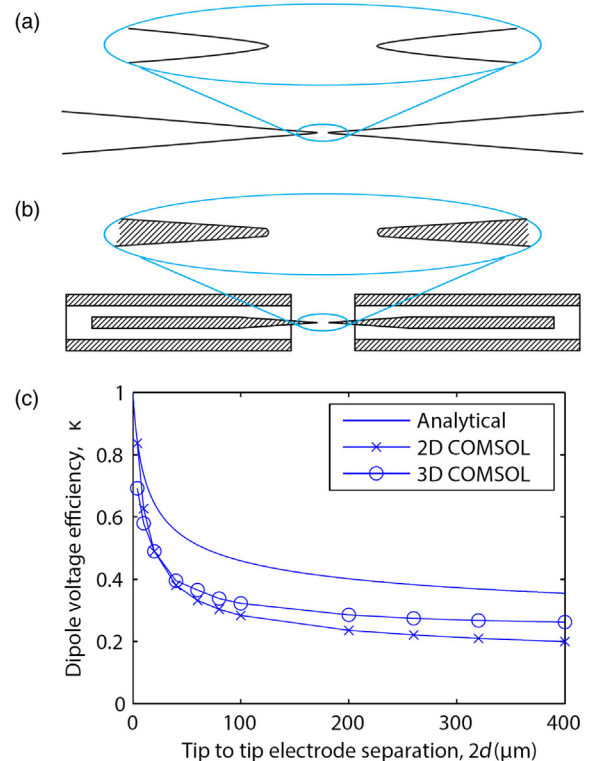 (a)
(b)
(c)
Dipole voltage efficiency, κ
1
0.8
0.6
0.4
0.2
0
Analytical
2D COMSOL
3D COMSOL
0 100 200 300 400
Tip to tip electrode separation, 2d(μm)